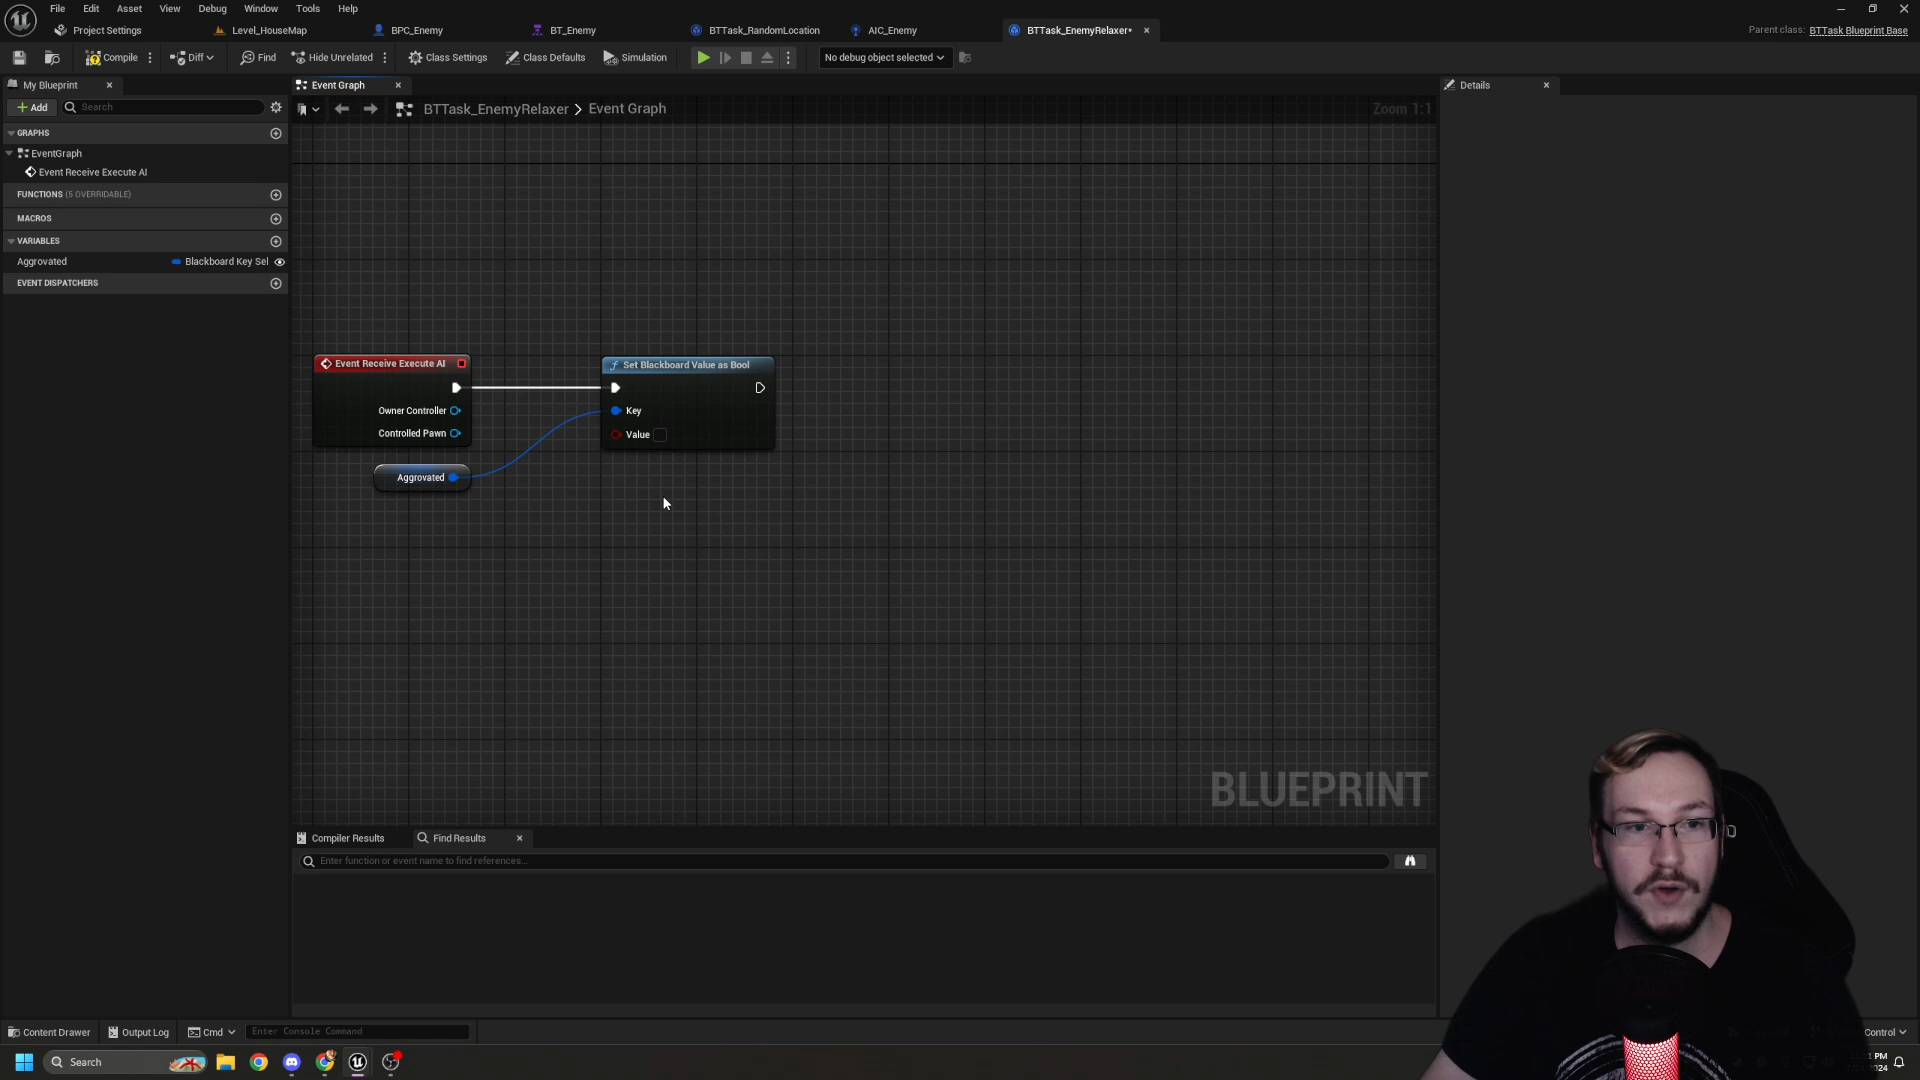 File Edit Asset View Debug Window Tools Help
Project Settings Level_HouseMap BPC_Enemy BT_Enemy BTTask_RandomLocation AIC_Enemy BTTask_EnemyRelaxer* Parent class: BTTask Blueprint Base
Compile Diff Find Hide Unrelated Class Settings Class Defaults Simulation No debug object selected
My Blueprint Event Graph Details
Add Search BTTask_EnemyRelaxer > Event Graph Zoom 1:1
GRAPHS
EventGraph
Event Receive Execute AI
FUNCTIONS (5 OVERRIDABLE)
MACROS
VARIABLES
Aggrovated Blackboard Key Sel
EVENT DISPATCHERS
Event Receive Execute AI Set Blackboard Value as Bool
Owner Controller Key
Controlled Pawn Value
Aggrovated
BLUEPRINT
Compiler Results Find Results
Enter function or event name to find references...
Content Drawer Output Log Cmd Enter Console Command Control
Search PM
2024